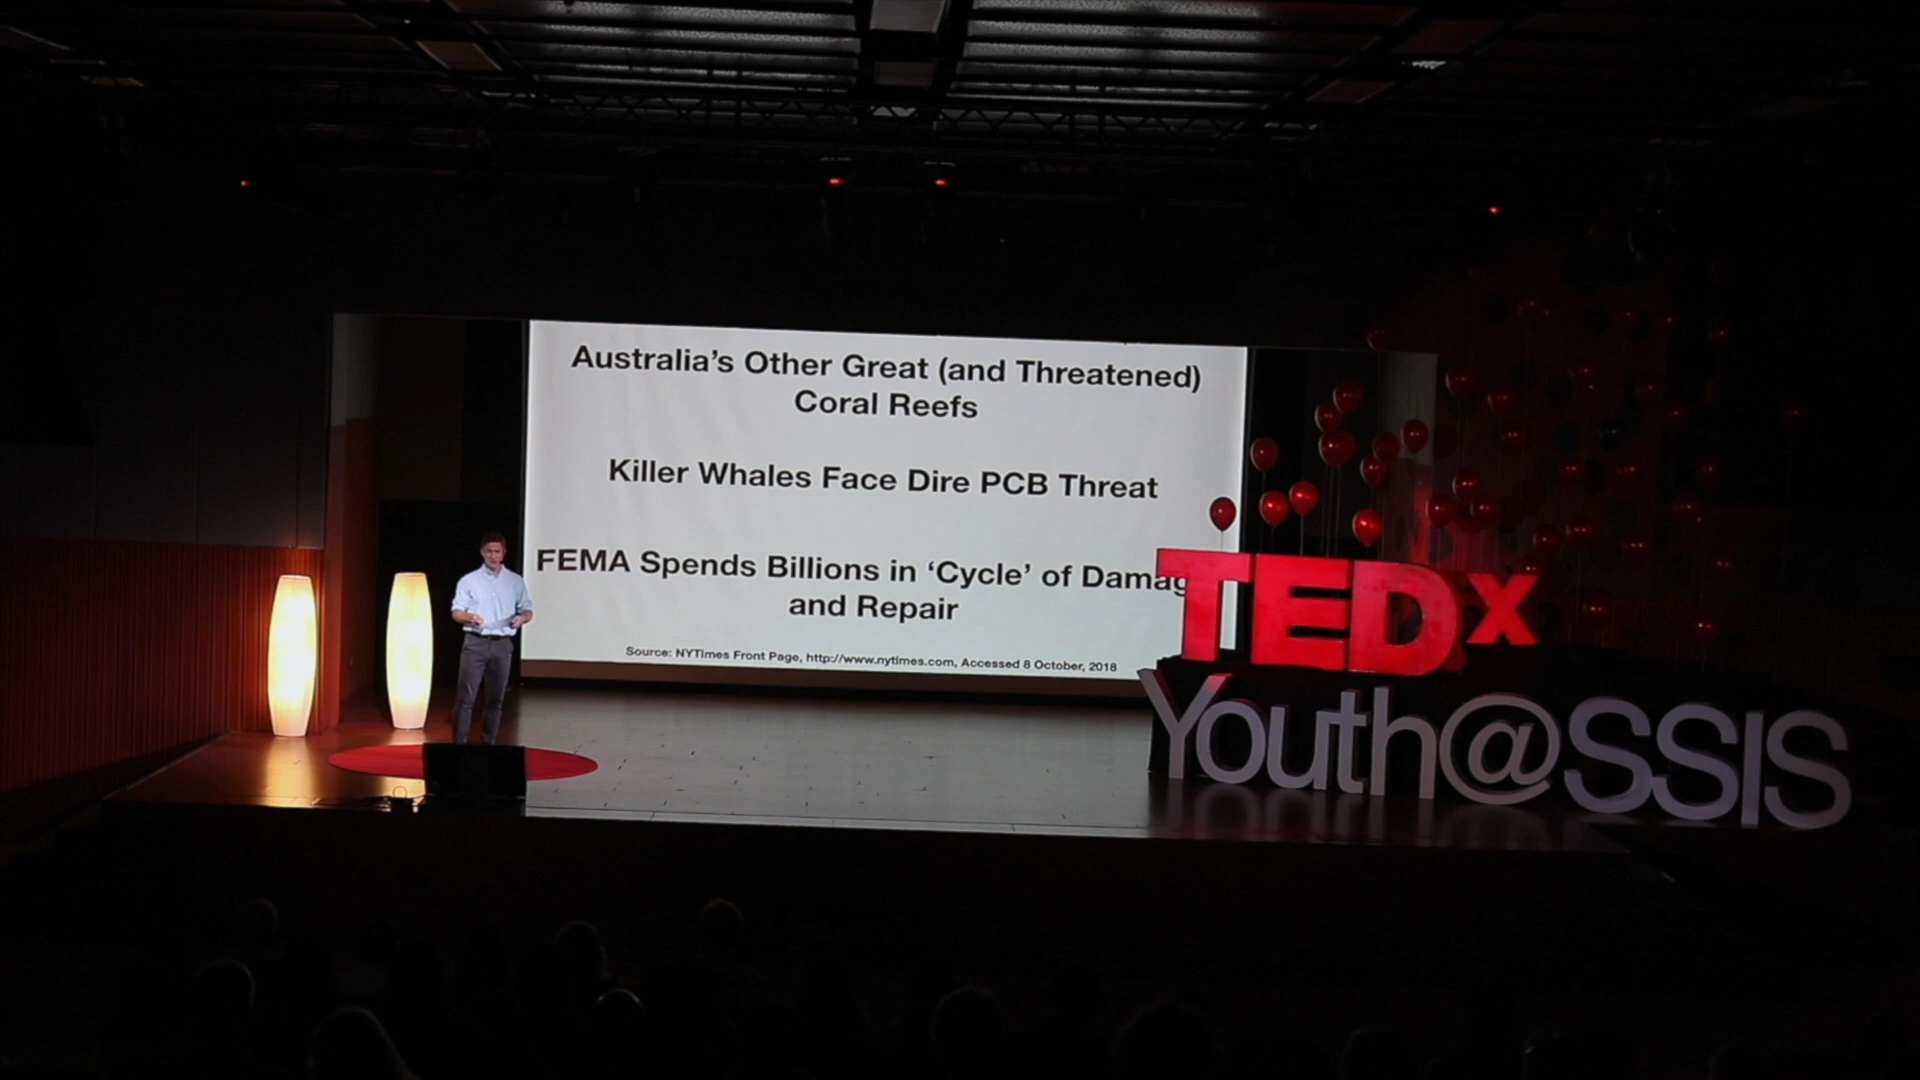 Australia's Other Great (and Threatened)
Coral Reefs
Killer Whales Face Dire PCB Threat
FEMA Spends Billions in ‘Cycle’ of Damag
and Repair
Source: NYTimes Front Page, http://www.nytimes.com, Accessed 8 October, 2018
TEDx
Youth@SSIS